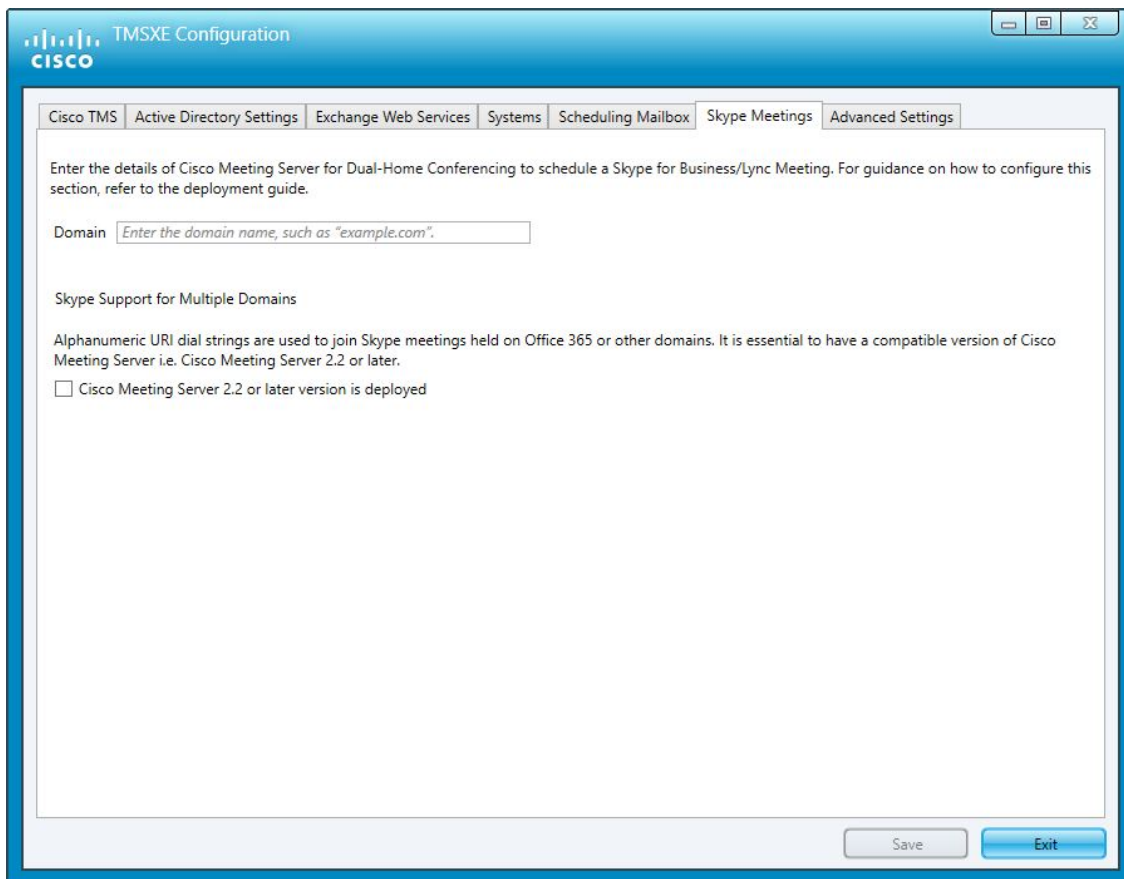 TMSXE Configuration
CISCO
Cisco TMS
Active Directory Settings
Exchange Web Services
Systems
Scheduling Mailbox
Skype Meetings
Advanced Settings
Enter the details of Cisco Meeting Server for Dual-Home Conferencing to schedule a Skype for Business/Lync Meeting. For guidance on how to configure this
section, refer to the deployment guide.
Domain
Enter the domain name, such as "example.com".
Skype Support for Multiple Domains
Alphanumeric URI dial strings are used to join Skype meetings held on Office 365 or other domains. It is essential to have a compatible version of Cisco
Meeting Server i.e. Cisco Meeting Server 2.2 or later.
Cisco Meeting Server 2.2 or later version is deployed
Save
Exit